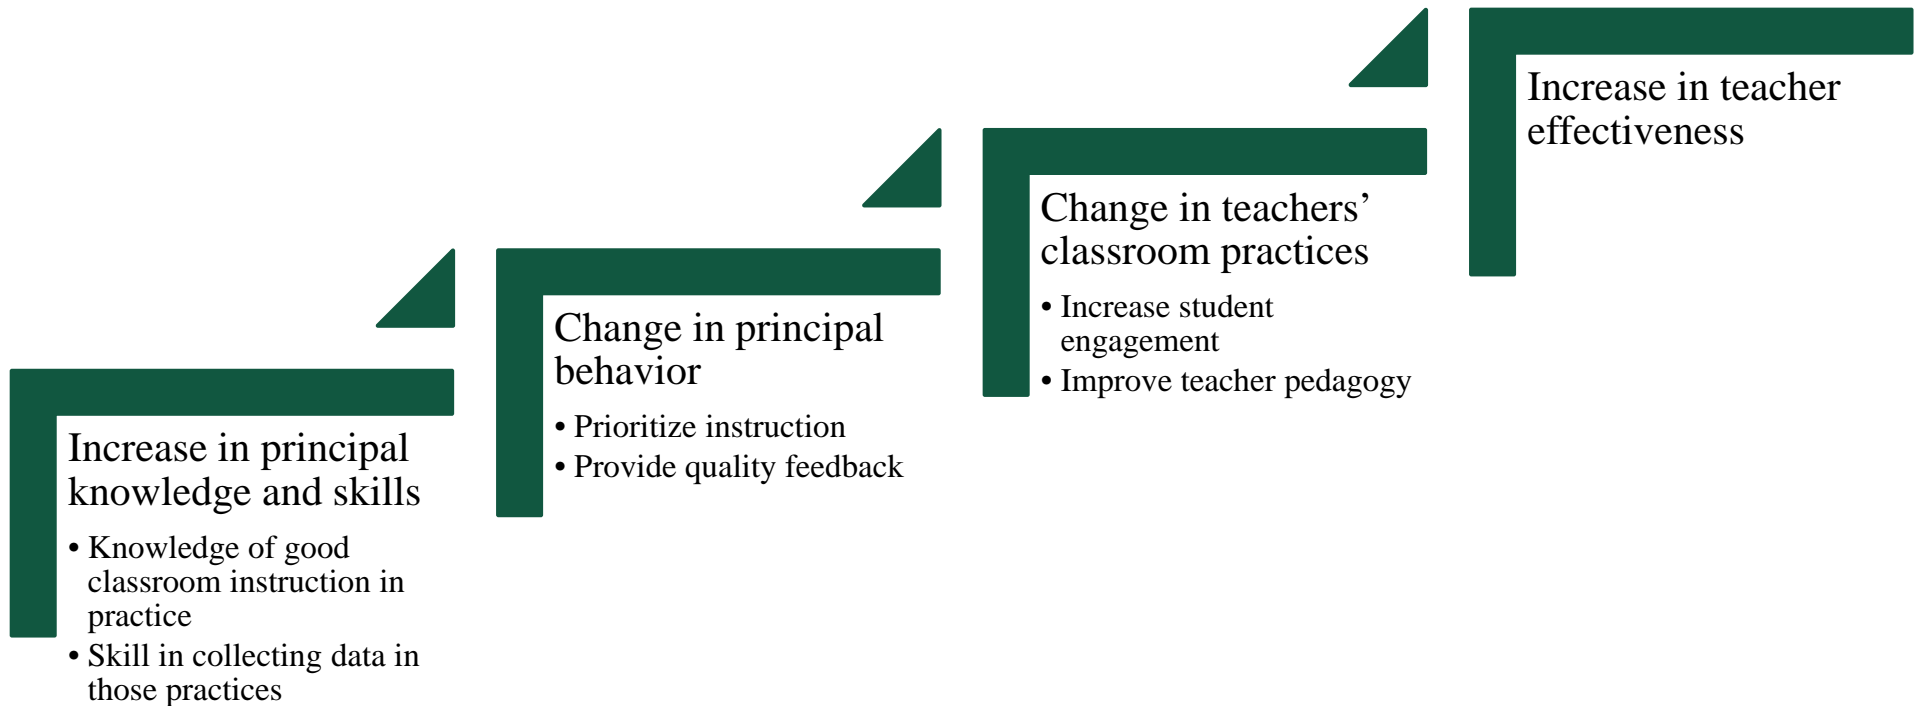 Increase in principal
knowledge and skills
• Knowledge of good
classroom instruction in
practice
• Skill in collecting data in
those practices
Change in principal
behavior
• Prioritize instruction
• Provide quality feedback
Change in teachers’
classroom practices
• Increase student
engagement
• Improve teacher pedagogy
Increase in teacher
effectiveness